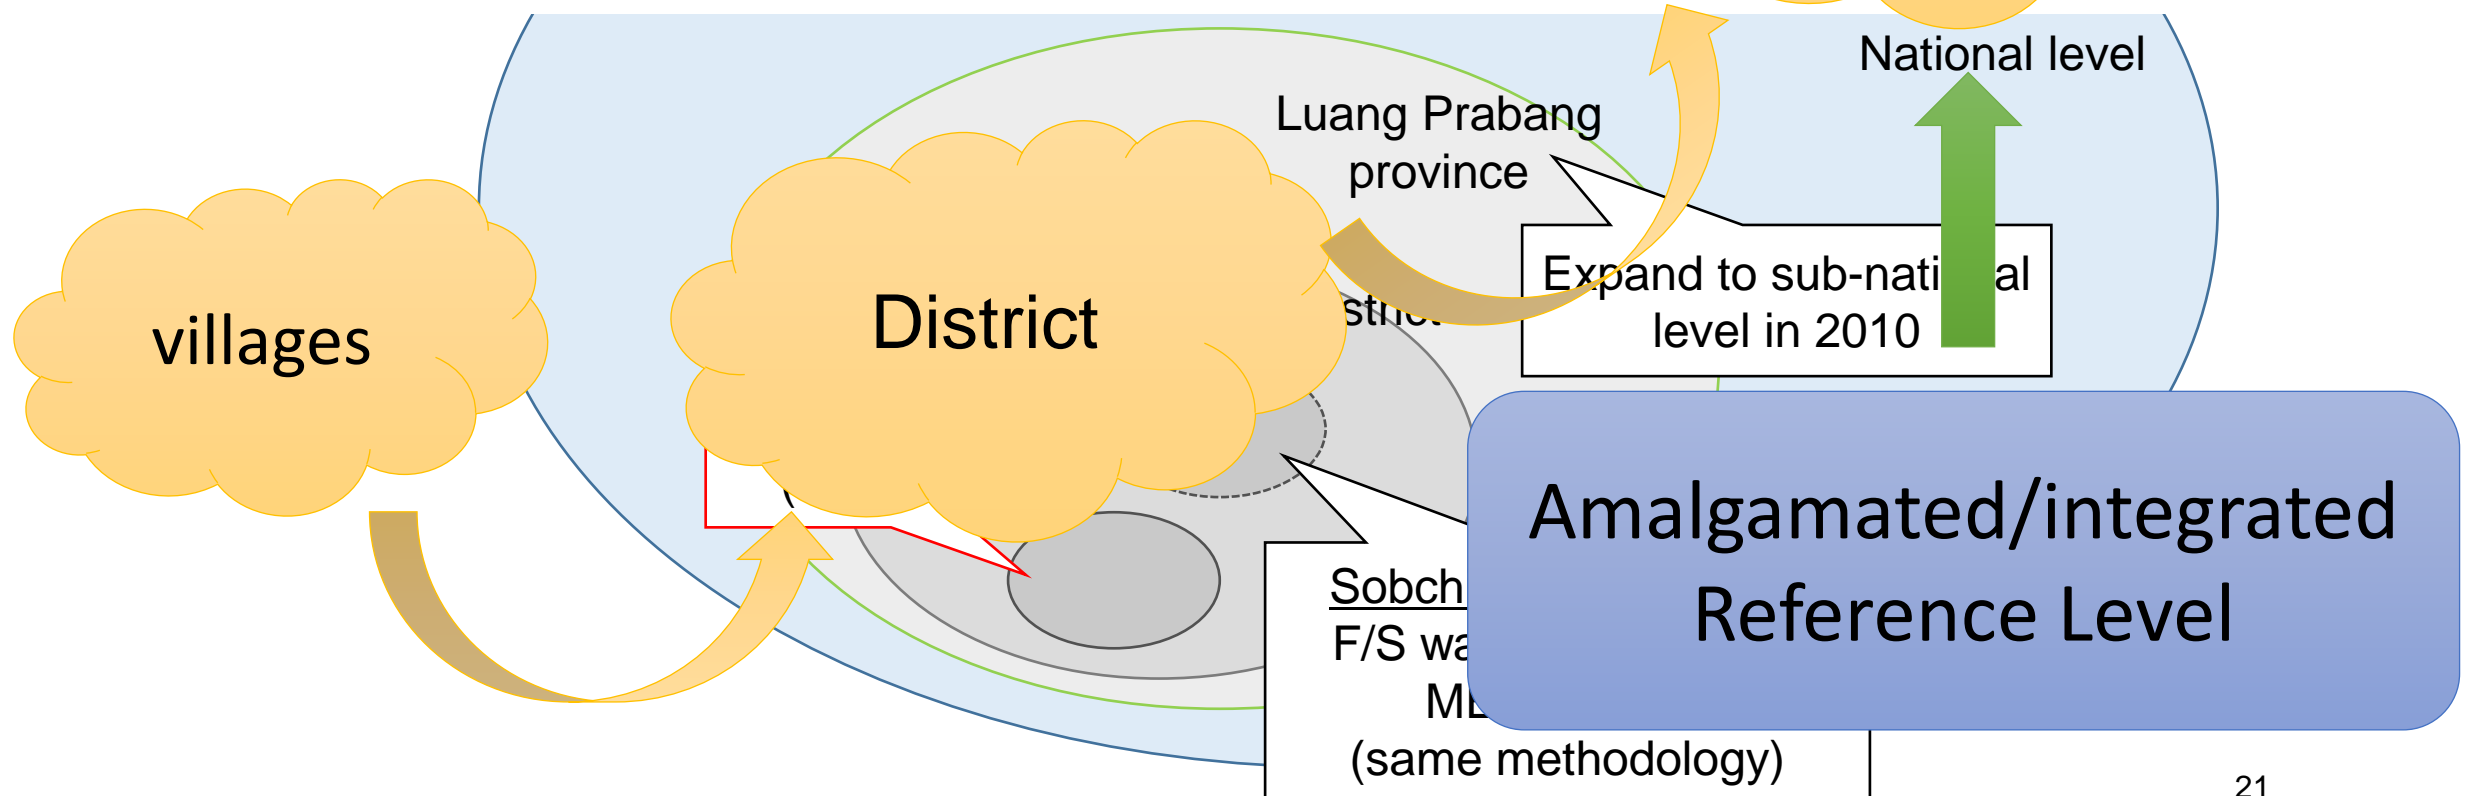 National level
Luang Prabang
province
Expand to sub-nati al
level in 2010
strict
villages
District
(
Amalgamated/integrated
Reference Level
Sobch
F/S wa
(same methodology)
21